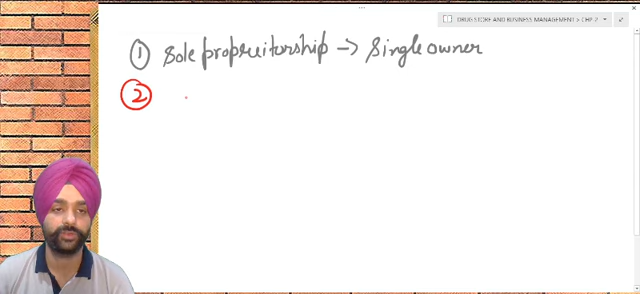 DRUG STORE AND BUSINESS MANAGEMENT > CHP 2
① Sole propreitorship → Single owner
②